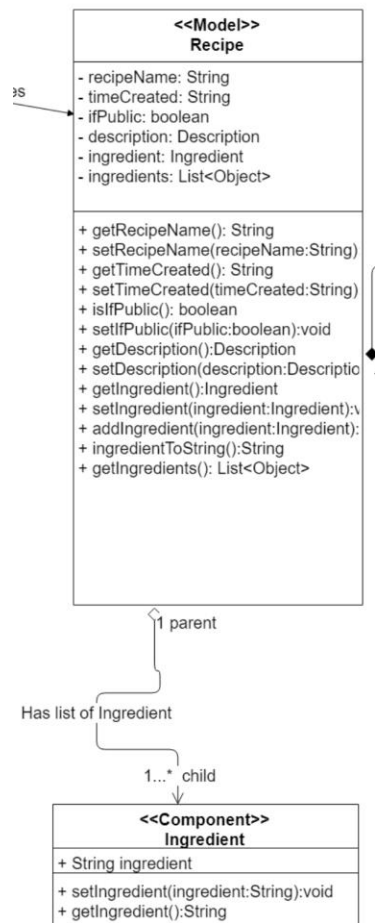 <<Model>>
Recipe
es
- recipeName: String
- timeCreated: String
- ifPublic: boolean
- description: Description
- ingredient: Ingredient
- ingredients: List<Object>
+ getRecipeName(): String
+ setRecipeName(recipeName:String)
+ getTimeCreated(): String
+ setTimeCreated(timeCreated:String)
+ isIfPublic(): boolean
+ setIfPublic(ifPublic:boolean):void
+ getDescription():Description
+ setDescription(description:Descriptio
+ getIngredient():Ingredient
+ setIngredient(ingredient:Ingredient):v
+ addIngredient(ingredient:Ingredient):
+ ingredientToString():String
+ getIngredients(): List<Object>
1 parent
Has list of Ingredient
1...* child
<<Component>>
Ingredient
+ String ingredient
+ setIngredient(ingredient:String):void
+ getIngredient():String